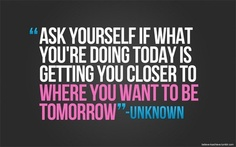 “ASK YOURSELF IF WHAT
YOU'RE DOING TODAY IS
GETTING YOU CLOSER TO
WHERE YOU WANT TO BE
TOMORROW”-UNKNOWN